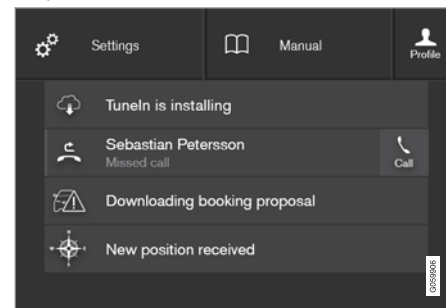 Settings
Manual
Profile
TuneIn is installing
Sebastian Petersson
Missed call
Call
Downloading booking proposal
New position received
G059906